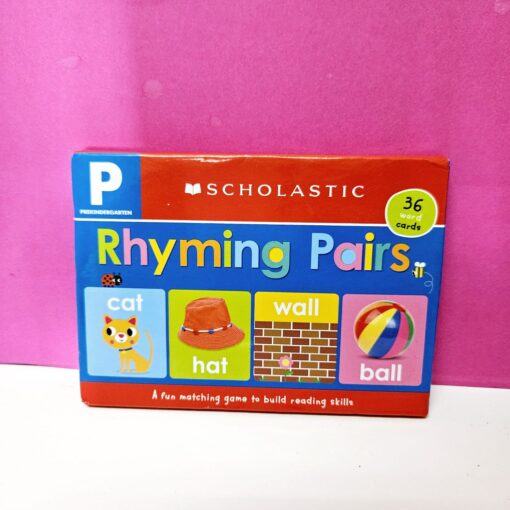 P
PREKINDERGARTEN
SCHOLASTIC
36
word
cards
Rhyming Pairs
cat
hat
wall
ball
A fun matching game to build reading skills